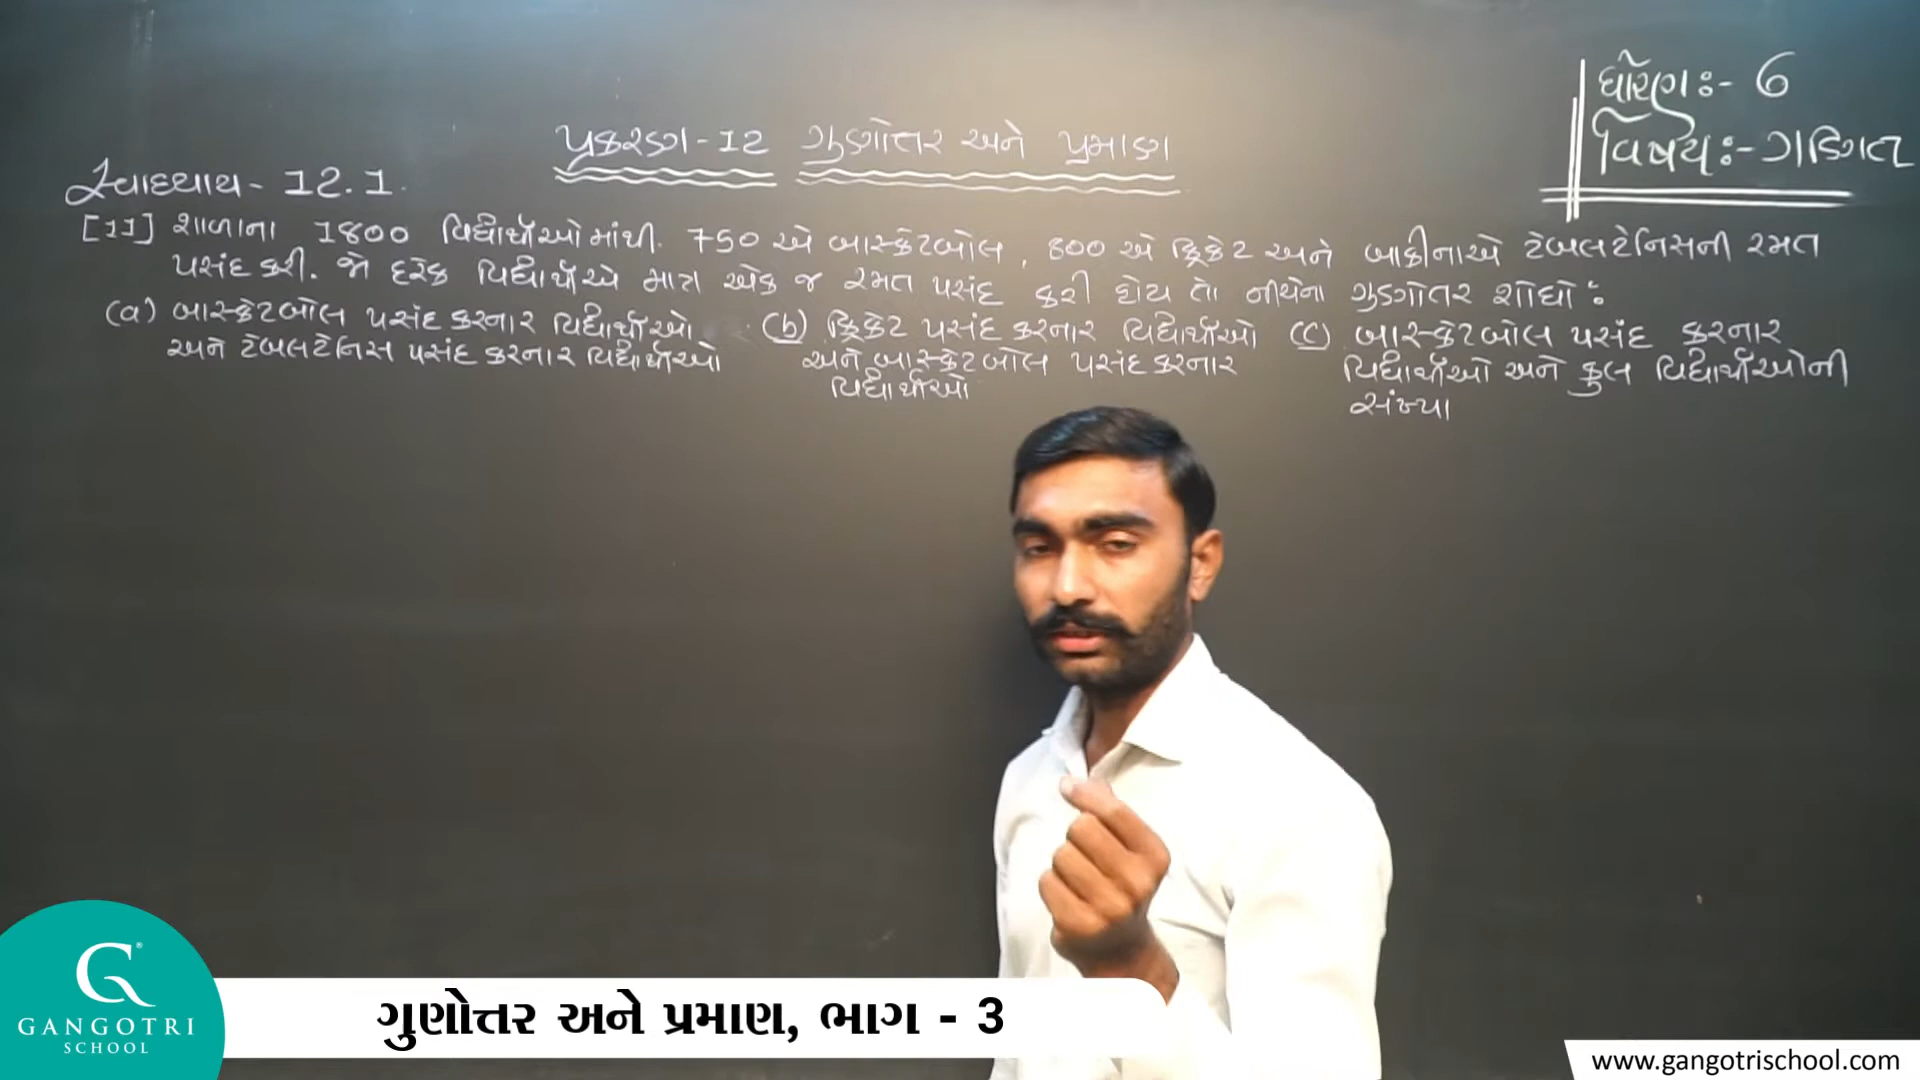 ધોરણ :- 6
વિષય :- ગણિત
પ્રકરણ - 12 ગુણોત્તર અને પ્રમાણ
સ્વાધ્યાય - 12.1
[11] શાળાના 1800 વિદ્યાર્થીઓમાંથી 750 એ બાસ્કેટબોલ, 800 એ ક્રિકેટ અને બાકીનાએ ટેબલટેનિસની રમત
પસંદ કરી. જો દરેક વિદ્યાર્થીએ માત્ર એક જ રમત પસંદ કરી હોય તો નીચેના ગુણોતર શોધો :
(a) બાસ્કેટબોલ પસંદ કરનાર વિદ્યાર્થીઓ
અને ટેબલટેનિસ પસંદ કરનાર વિદ્યાર્થીઓ
(b) ક્રિકેટ પસંદ કરનાર વિદ્યાર્થીઓ
અને બાસ્કેટબોલ પસંદ કરનાર
વિદ્યાર્થીઓ
(c) બાસ્કેટબોલ પસંદ કરનાર
વિદ્યાર્થીઓ અને કુલ વિદ્યાર્થીઓની
સંખ્યા
GANGOTRI
SCHOOL
ગુણોત્તર અને પ્રમાણ, ભાગ - 3
www.gangotrischool.com